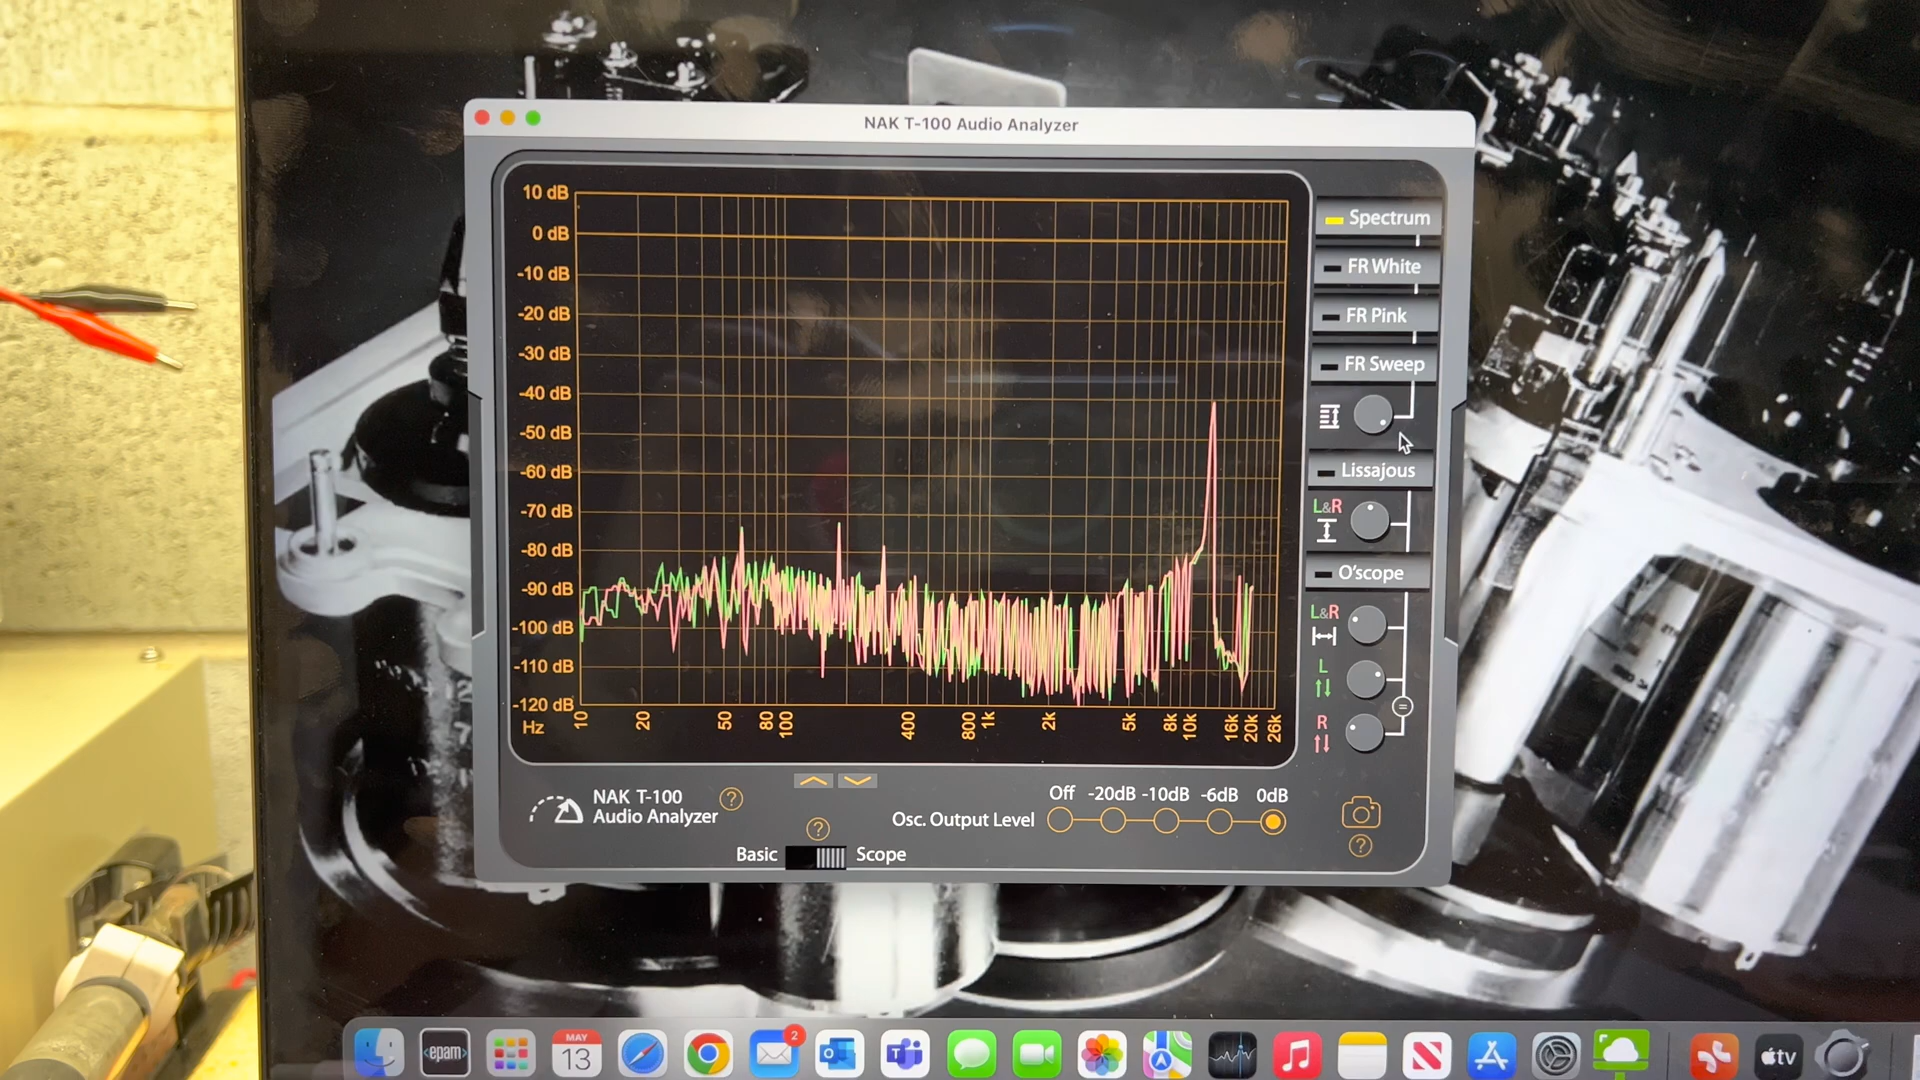 NAK T-100 Audio Analyzer
10 dB
0 dB
-10 dB
-20 dB
-30 dB
-40 dB
-50 dB
-60 dB
-70 dB
-80 dB
-90 dB
-100 dB
-110 dB
-120 dB
Hz
10 20 50 80 100 400 800 1k 2k 5k 8k 10k 16k 20k 26k
Spectrum
FR White
FR Pink
FR Sweep
Lissajous
L&R
O'scope
L&R
L
R
=
NAK T-100
Audio Analyzer
?
?
Basic
Scope
Off -20dB -10dB -6dB 0dB
Osc. Output Level
?
<epam>
MAY
13
2
tv